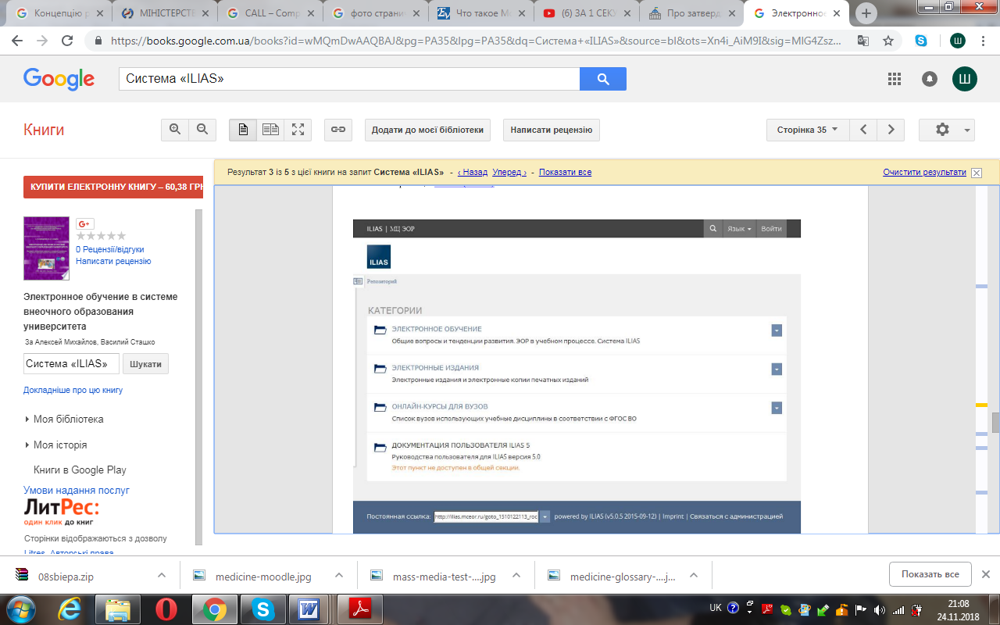 Концепцію р
МІНІСТЕРСТЕ
CALL – Comp
фото страни
Что такое Мо
(6) ЗА 1 СЕКУ
Про затверд
Электронное
https://books.google.com.ua/books?id=wMQmDwAAQBAJ&pg=PA35&lpg=PA35&dq=Система+«ILIAS»&source=bl&ots=Xn4i_AiM9I&sig=MlG4Zsz...
Ш
Google
Система «ILIAS»
Ш
Книги
Додати до моєї бібліотеки
Написати рецензію
Сторінка 35
Результат 3 із 5 з цієї книги на запит Система «ILIAS» - ‹ Назад Уперед › - Показати все
Очистити результати
КУПИТИ ЕЛЕКТРОННУ КНИГУ – 60,38 ГРН
G+
0 Рецензії/відгуки
Написати рецензію
Электронное обучение в системе
внеочного образования
университета
За Алексей Михайлов, Василий Сташко
Система «ILIAS»
Шукати
Докладніше про цю книгу
Моя бібліотека
Моя історія
Книги в Google Play
Умови надання послуг
ЛитРес:
один клик до книг
Сторінки відображаються з дозволу
Litres. Авторські права
ILIAS | МЦ ЭОР
Язык
Войти
ILIAS
Репозиторий
КАТЕГОРИИ
ЭЛЕКТРОННОЕ ОБУЧЕНИЕ
Общие вопросы и тенденции развития. ЭОР в учебном процессе. Система ILIAS
ЭЛЕКТРОННЫЕ ИЗДАНИЯ
Электронные издания и электронные копии печатных изданий
ОНЛАЙН-КУРСЫ ДЛЯ ВУЗОВ
Список вузов использующих учебные дисциплины в соответствии с ФГОС ВО
ДОКУМЕНТАЦИЯ ПОЛЬЗОВАТЕЛЯ ILIAS 5
Руководства пользователя для ILIAS версия 5.0
Этот пункт не доступен в общей секции.
Постоянная ссылка: http://ilias.mceor.ru/goto_1510122113_roc powered by ILIAS (v5.0.5 2015-09-12) | Imprint | Связаться с администрацией
08sbiepa.zip
medicine-moodle.jpg
mass-media-test-....jpg
medicine-glossary-....j...
Показать все
UK
21:08
24.11.2018